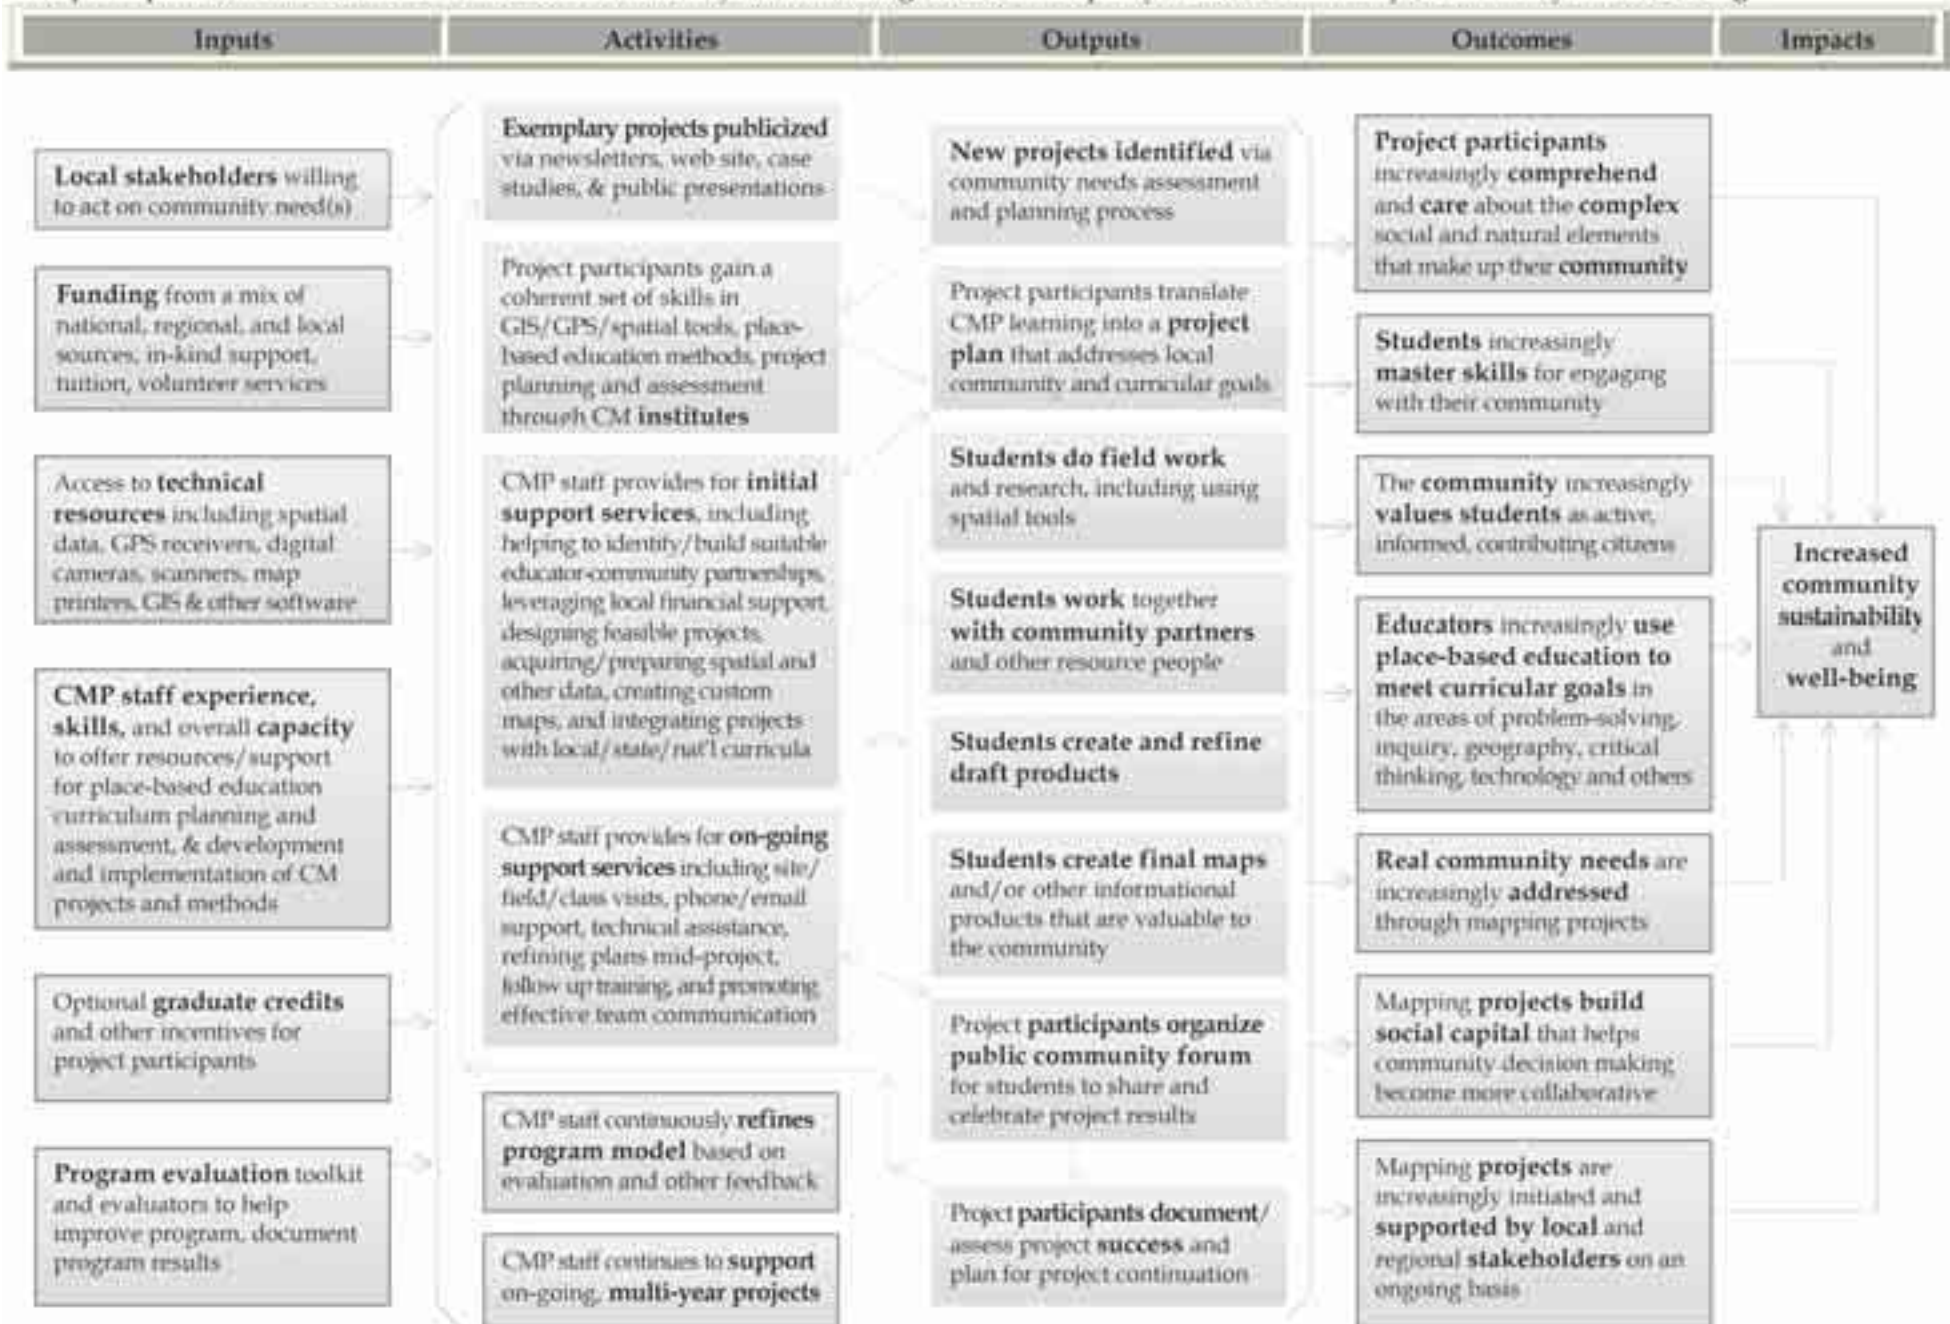 Inputs
Activities
Outputs
Outcomes
Impacts
Local stakeholders willing
to act on community need(s)
Funding from a mix of
national, regional, and local
sources, in-kind support,
tuition, volunteer services
Access to technical
resources including spatial
data, GPS receivers, digital
cameras, scanners, map
printers, GIS & other software
CMP staff experience,
skills, and overall capacity
to offer resources/support
for place-based education
curriculum planning and
assessment, & development
and implementation of CM
projects and methods
Optional graduate credits
and other incentives for
project participants
Program evaluation toolkit
and evaluators to help
improve program, document
program results
Exemplary projects publicized
via newsletters, web site, case
studies, & public presentations
Project participants gain a
coherent set of skills in
GIS/GPS/spatial tools, place-
based education methods, project
planning and assessment
through CM institutes
CMP staff provides for initial
support services, including
helping to identify/build suitable
educator-community partnerships,
leveraging local financial support,
designing feasible projects,
acquiring/preparing spatial and
other data, creating custom
maps, and integrating projects
with local/state/nat'l curricula
CMP staff provides for on-going
support services including site/
field/class visits, phone/email
support, technical assistance,
refining plans mid-project,
follow up training, and promoting
effective team communication
CMP staff continuously refines
program model based on
evaluation and other feedback
CMP staff continues to support
on-going, multi-year projects
New projects identified via
community needs assessment
and planning process
Project participants translate
CMP learning into a project
plan that addresses local
community and curricular goals
Students do field work
and research, including using
spatial tools
Students work together
with community partners
and other resource people
Students create and refine
draft products
Students create final maps
and/or other informational
products that are valuable to
the community
Project participants organize
public community forum
for students to share and
celebrate project results
Project participants document/
assess project success and
plan for project continuation
Project participants
increasingly comprehend
and care about the complex
social and natural elements
that make up their community
Students increasingly
master skills for engaging
with their community
The community increasingly
values students as active,
informed, contributing citizens
Educators increasingly use
place-based education to
meet curricular goals in
the areas of problem-solving,
inquiry, geography, critical
thinking, technology and others
Real community needs are
increasingly addressed
through mapping projects
Mapping projects build
social capital that helps
community decision making
become more collaborative
Mapping projects are
increasingly initiated and
supported by local and
regional stakeholders on an
ongoing basis
Increased
community
sustainability
and
well-being